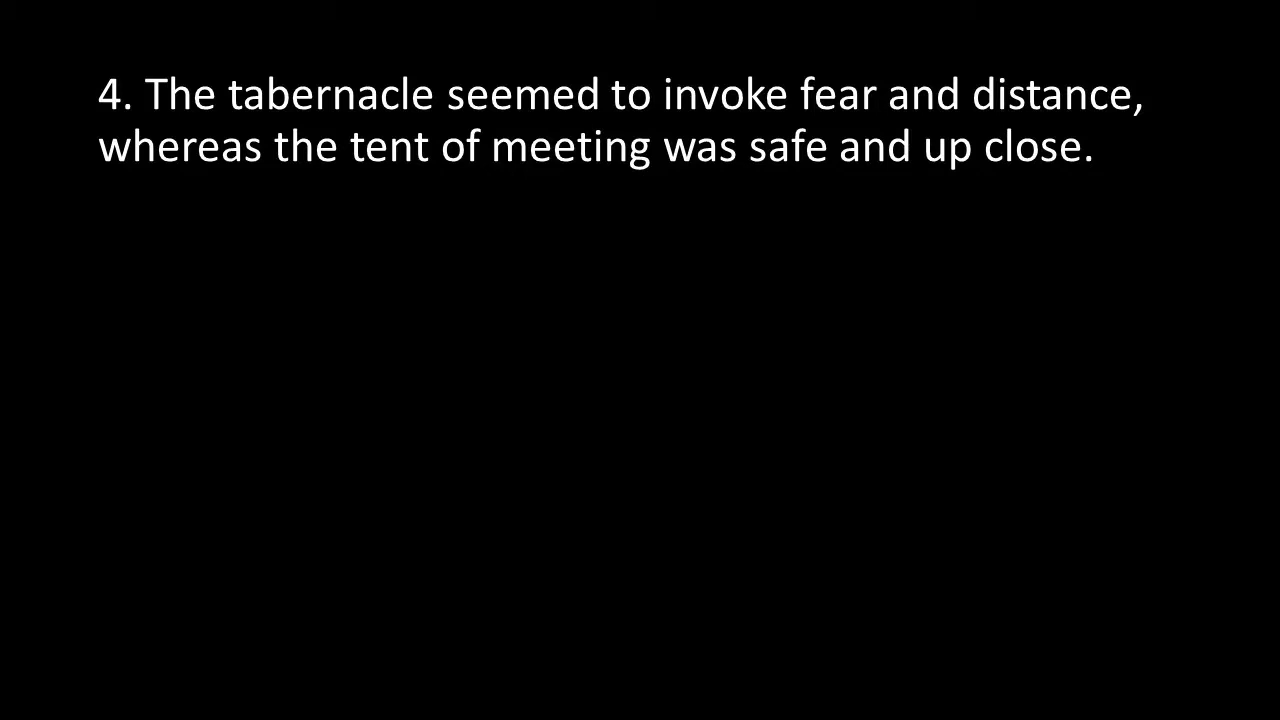 4. The tabernacle seemed to invoke fear and distance,
whereas the tent of meeting was safe and up close.